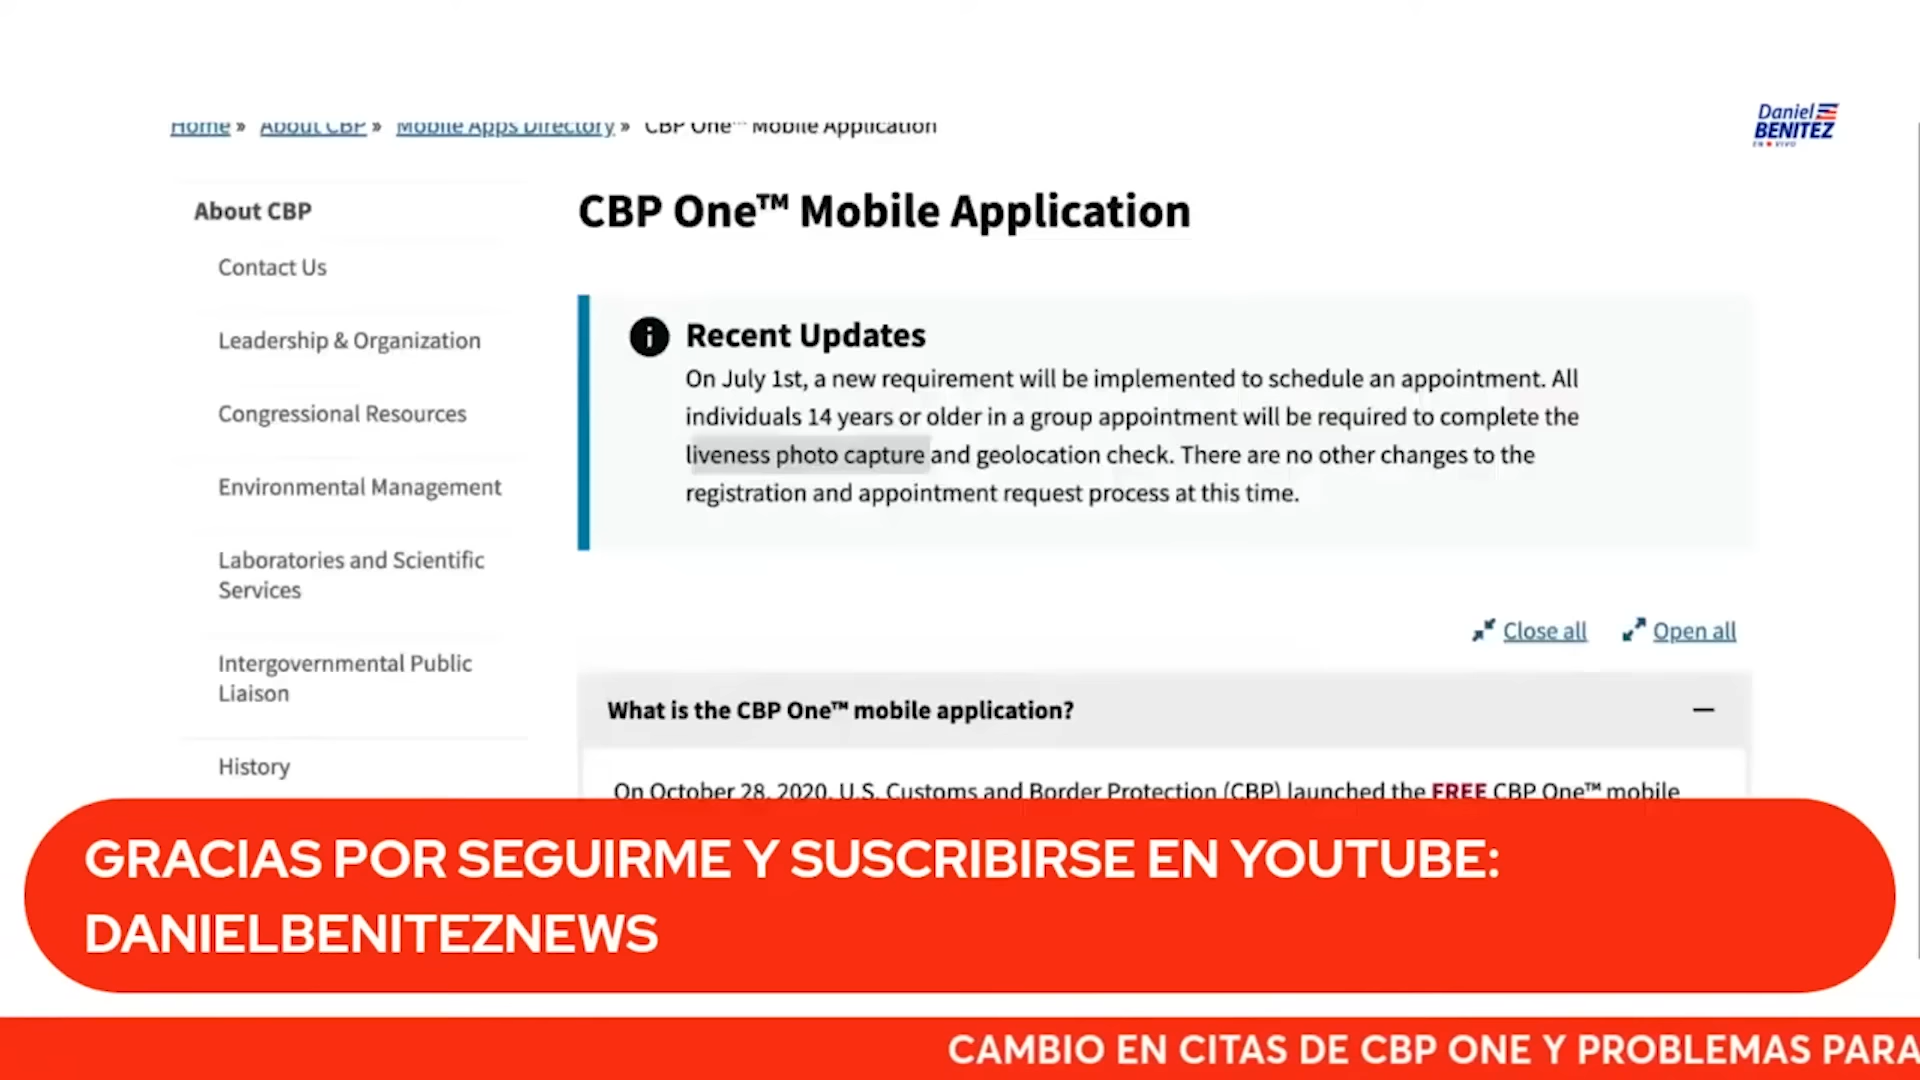 Home » About CBP » Mobile Apps Directory » CBP One™ Mobile Application
Daniel
BENITEZ
EN VIVO
About CBP
Contact Us
Leadership & Organization
Congressional Resources
Environmental Management
Laboratories and Scientific
Services
Intergovernmental Public
Liaison
History
CBP One™ Mobile Application
Recent Updates
On July 1st, a new requirement will be implemented to schedule an appointment. All
individuals 14 years or older in a group appointment will be required to complete the
liveness photo capture and geolocation check. There are no other changes to the
registration and appointment request process at this time.
Close all
Open all
What is the CBP One™ mobile application?
On October 28, 2020, U.S. Customs and Border Protection (CBP) launched the FREE CBP One™ mobile
GRACIAS POR SEGUIRME Y SUSCRIBIRSE EN YOUTUBE:
DANIELBENITEZNEWS
CAMBIO EN CITAS DE CBP ONE Y PROBLEMAS PARA